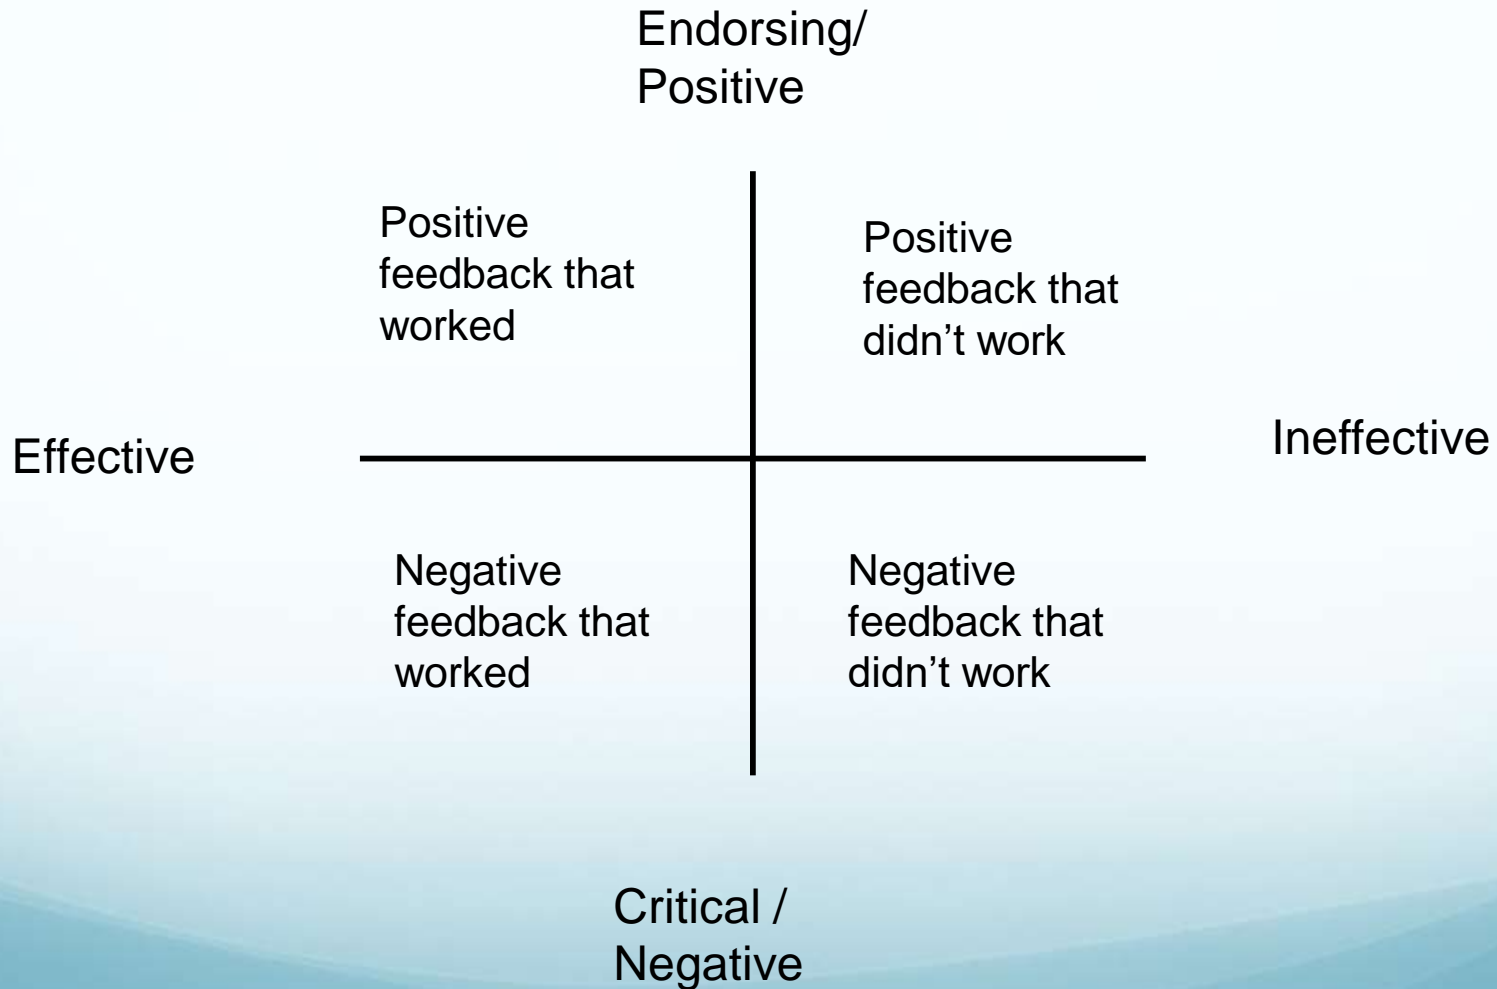 Endorsing/
Positive
Positive
feedback that
worked
Positive
feedback that
didn’t work
Effective
Ineffective
Negative
feedback that
worked
Negative
feedback that
didn’t work
Critical /
Negative